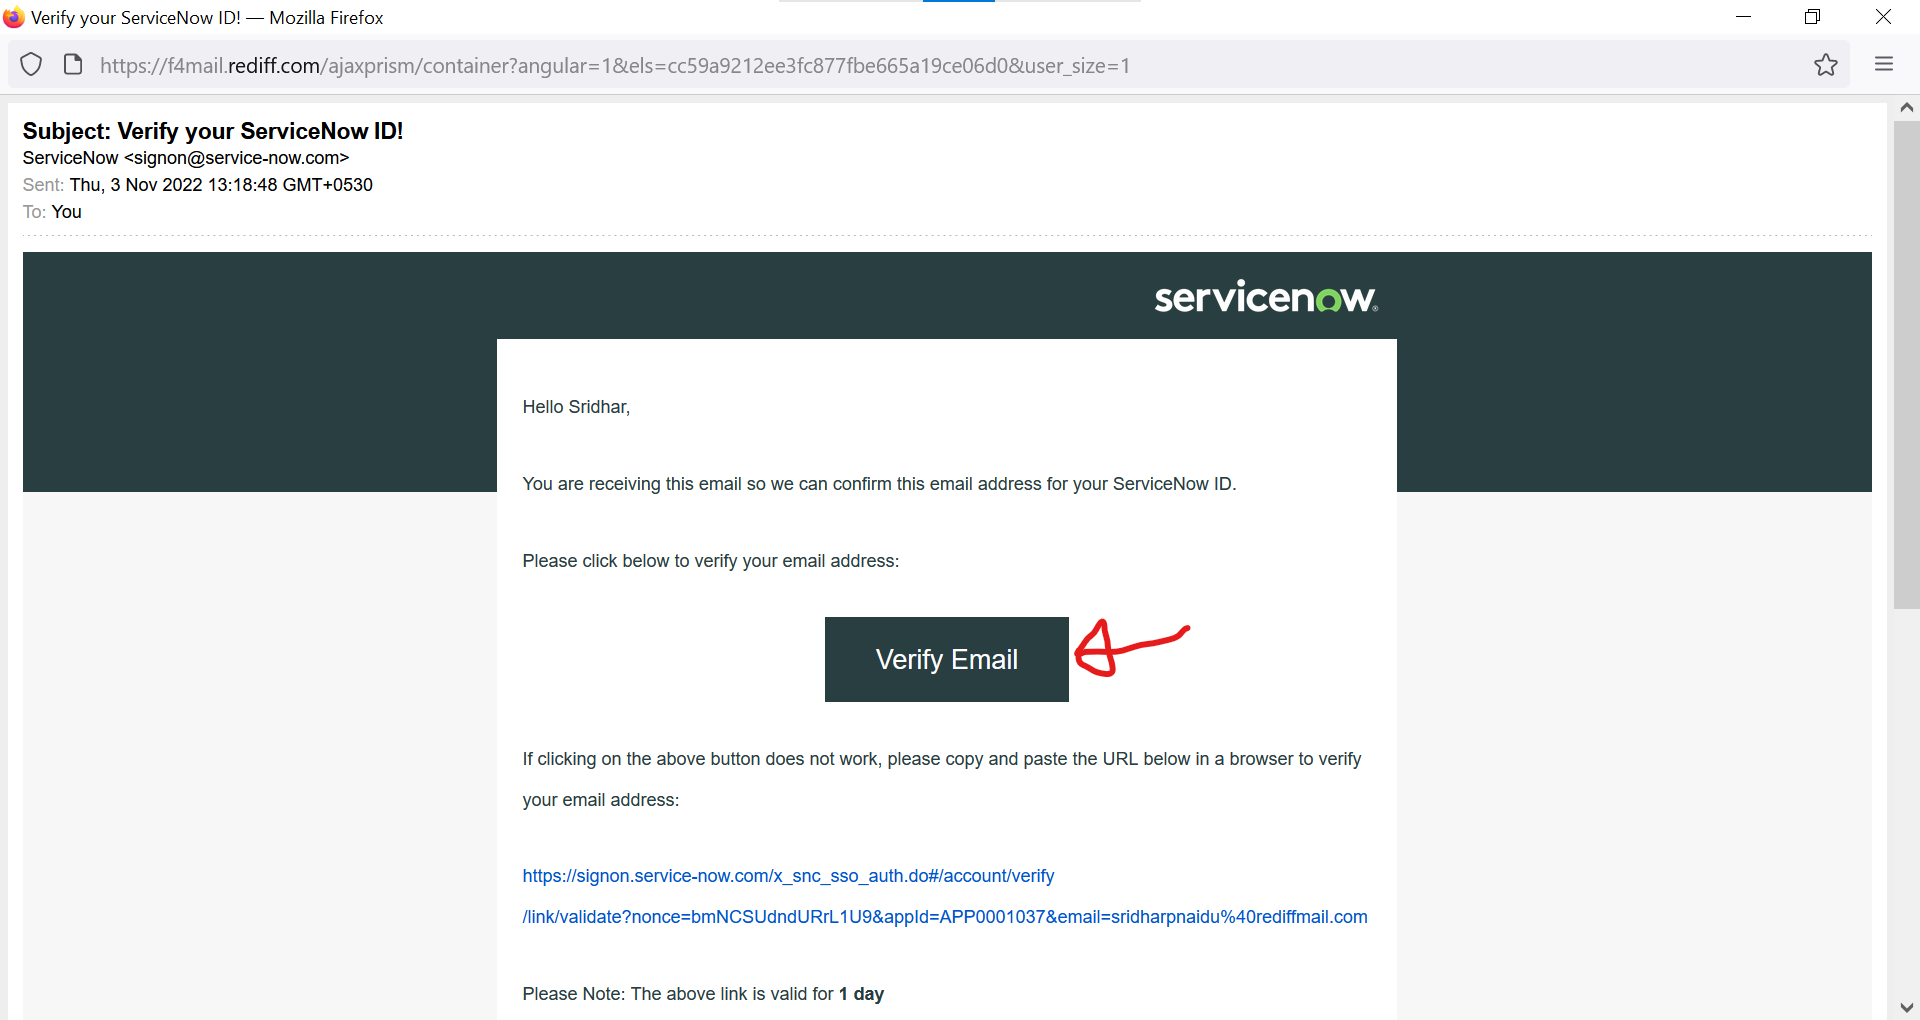 Verify your ServiceNow ID! — Mozilla Firefox
https://f4mail.rediff.com/ajaxprism/container?angular=1&els=cc59a9212ee3fc877fbe665a19ce06d0&user_size=1
Subject: Verify your ServiceNow ID!
ServiceNow <signon@service-now.com>
Sent: Thu, 3 Nov 2022 13:18:48 GMT+0530
To: You
servicenow®
Hello Sridhar,
You are receiving this email so we can confirm this email address for your ServiceNow ID.
Please click below to verify your email address:
Verify Email
If clicking on the above button does not work, please copy and paste the URL below in a browser to verify
your email address:
https://signon.service-now.com/x_snc_sso_auth.do#/account/verify
/link/validate?nonce=bmNCSUdndURrL1U9&appId=APP0001037&email=sridharpnaidu%40rediffmail.com
Please Note: The above link is valid for 1 day